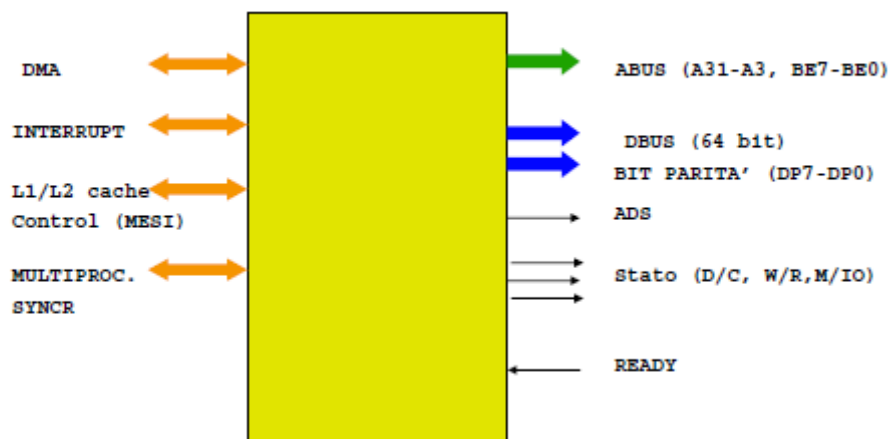 DMA
INTERRUPT
L1/L2 cache
Control (MESI)
MULTIPROC.
SYNCR
ABUS (A31-A3, BE7-BE0)
DBUS (64 bit)
BIT PARITA’ (DP7-DP0)
ADS
Stato (D/C, W/R,M/IO)
READY